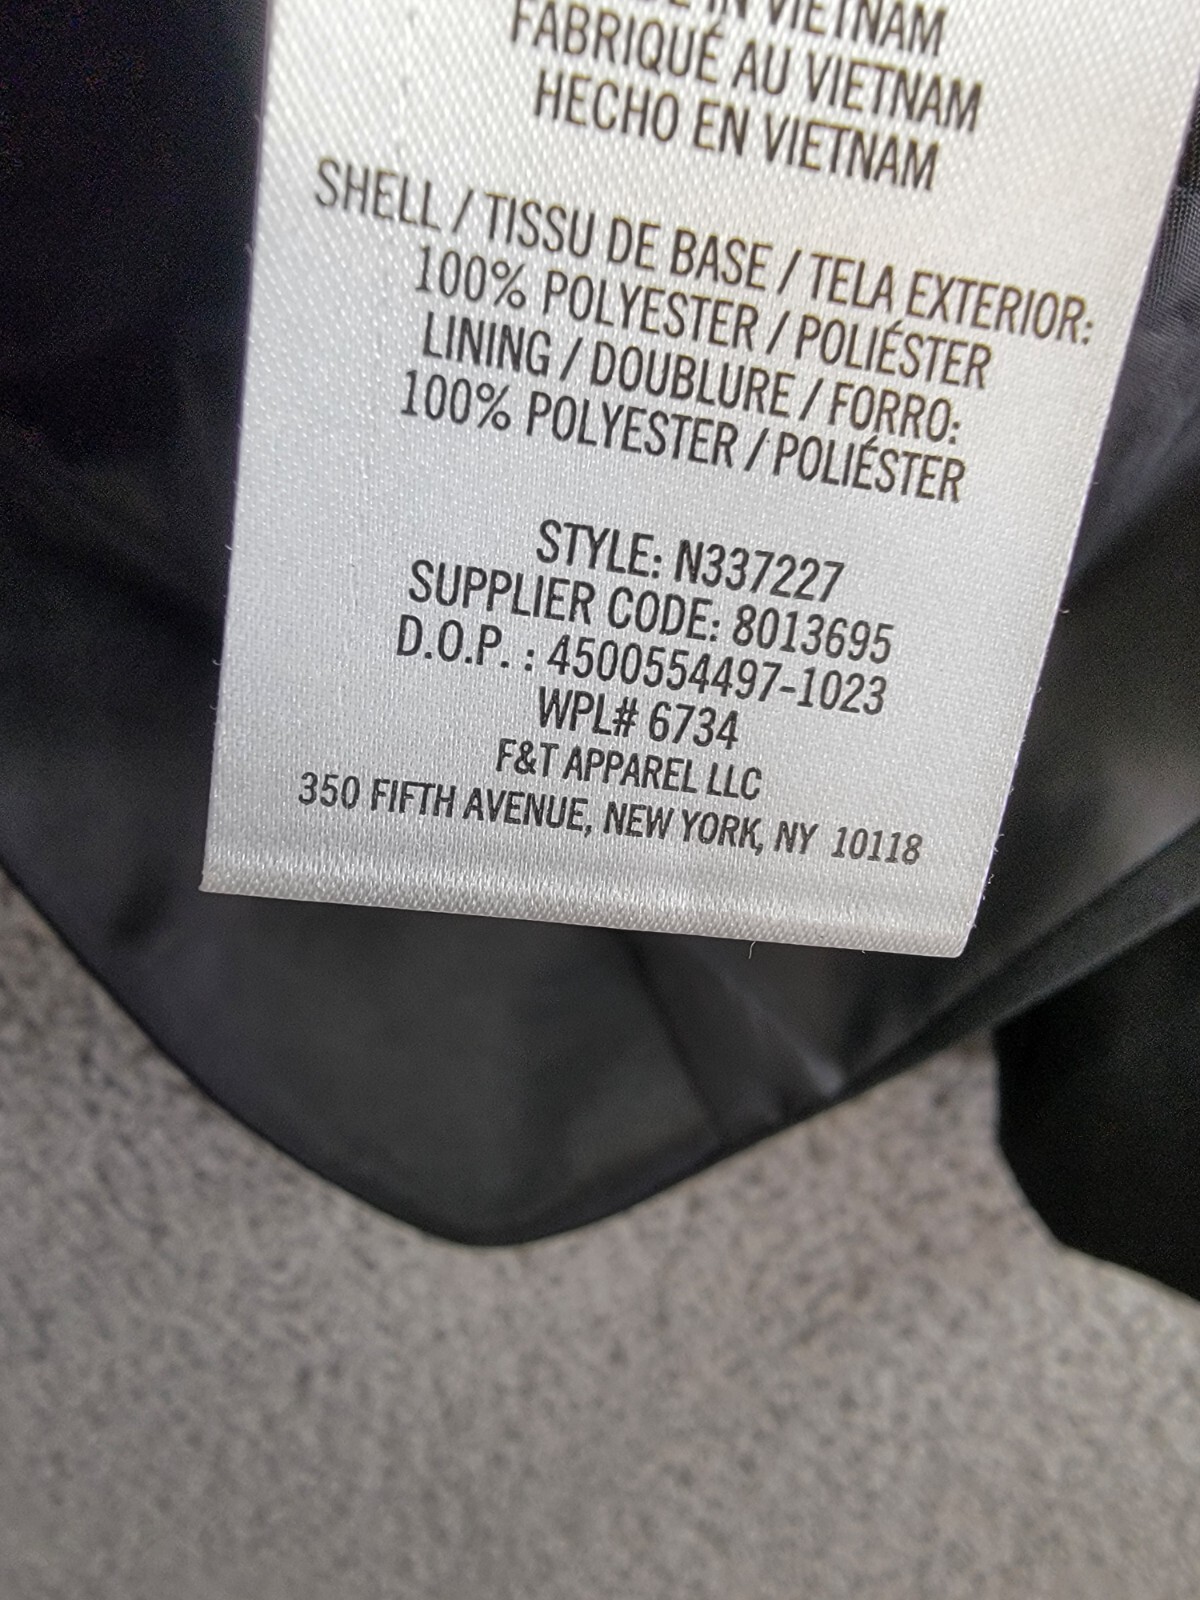 IN VIETNAM
FABRIQUÉ AU VIETNAM
HECHO EN VIETNAM
SHELL / TISSU DE BASE / TELA EXTERIOR:
100% POLYESTER / POLIÉSTER
LINING / DOUBLURE / FORRO:
100% POLYESTER / POLIÉSTER
STYLE: N337227
SUPPLIER CODE: 8013695
D.O.P. : 4500554497-1023
WPL# 6734
F&T APPAREL LLC
350 FIFTH AVENUE, NEW YORK, NY 10118